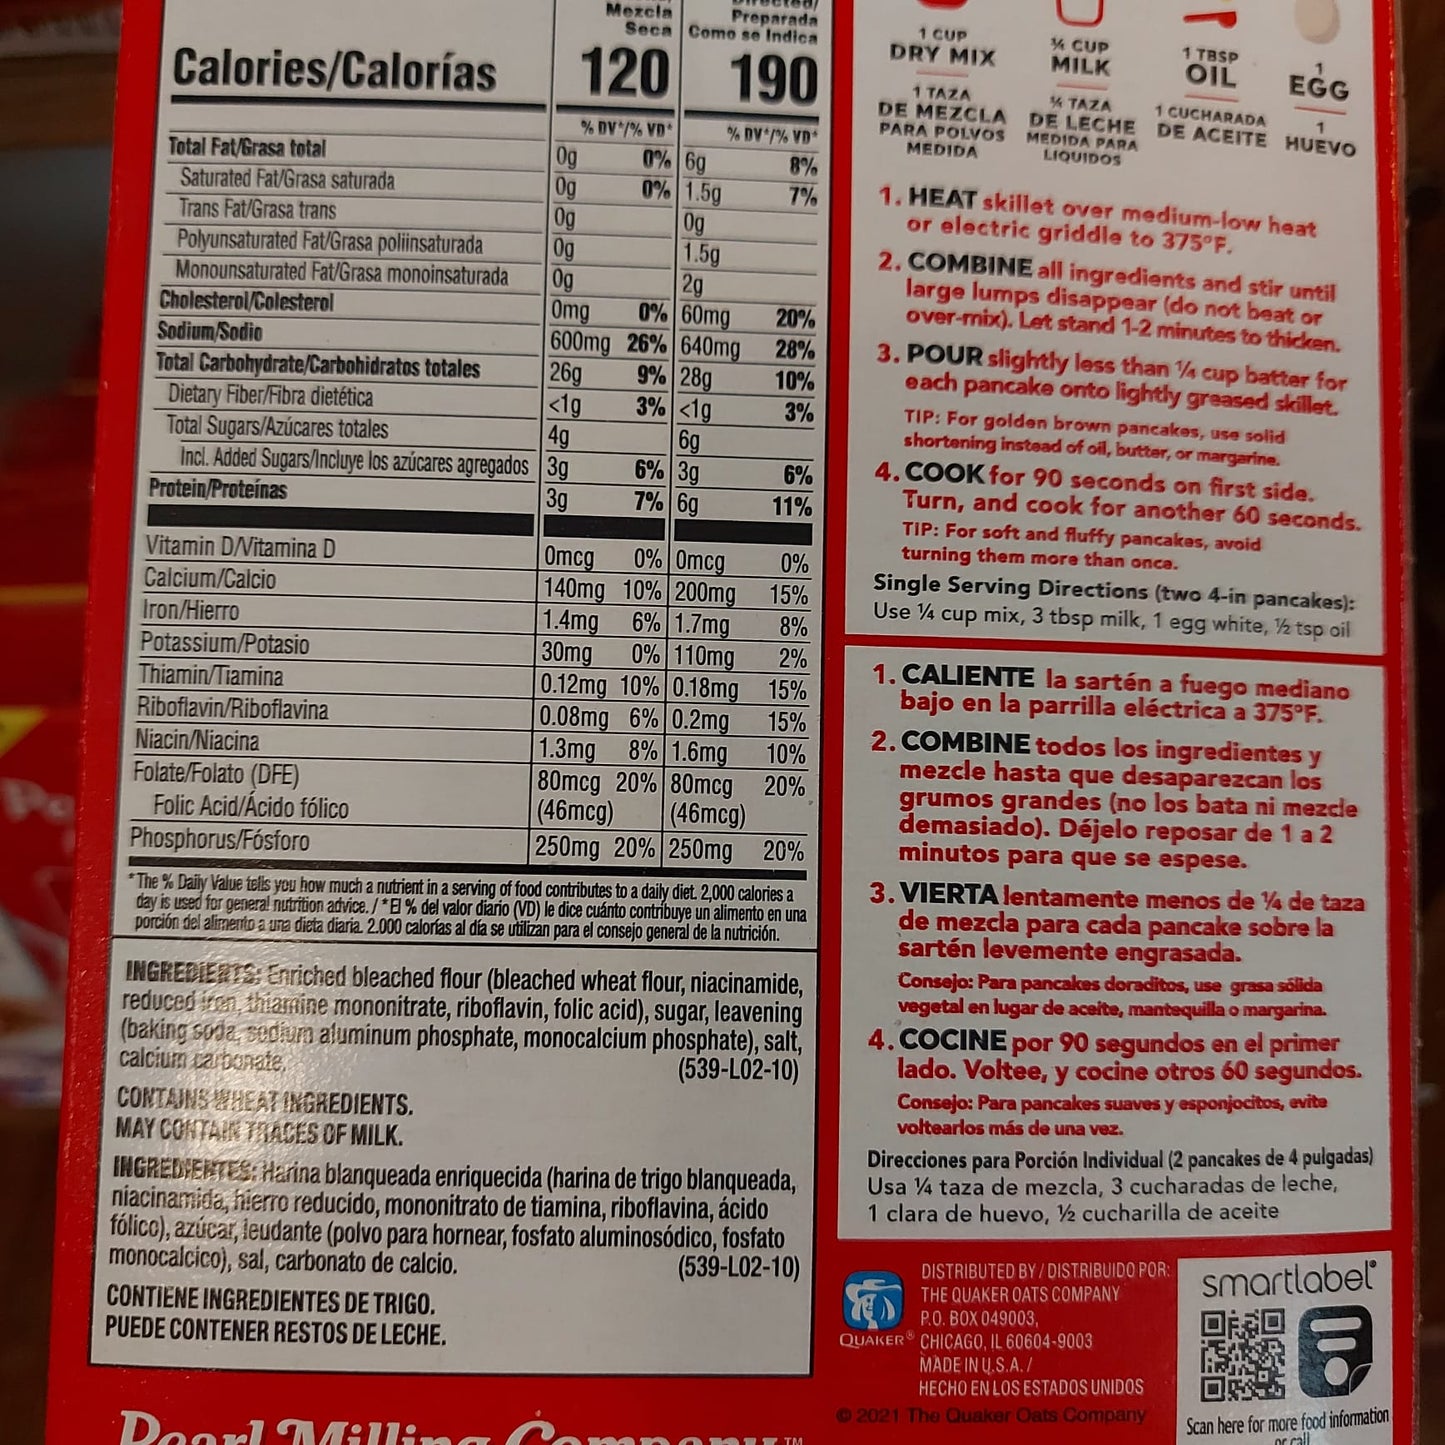 Mezcla
Seca
Preparada
Como se Indica
Calories/Calorías 120 190
% DV*/% VD* % DV*/% VD*
Total Fat/Grasa total 0g 0% 6g 8%
Saturated Fat/Grasa saturada 0g 0% 1.5g 7%
Trans Fat/Grasa trans 0g 0g
Polyunsaturated Fat/Grasa poliinsaturada 0g 1.5g
Monounsaturated Fat/Grasa monoinsaturada 0g 2g
Cholesterol/Colesterol 0mg 0% 60mg 20%
Sodium/Sodio 600mg 26% 640mg 28%
Total Carbohydrate/Carbohidratos totales 26g 9% 28g 10%
Dietary Fiber/Fibra dietética <1g 3% <1g 3%
Total Sugars/Azúcares totales 4g 6g
Incl. Added Sugars/Incluye los azúcares agregados 3g 6% 3g 6%
Protein/Proteínas 3g 7% 6g 11%
Vitamin D/Vitamina D 0mcg 0% 0mcg 0%
Calcium/Calcio 140mg 10% 200mg 15%
Iron/Hierro 1.4mg 6% 1.7mg 8%
Potassium/Potasio 30mg 0% 110mg 2%
Thiamin/Tiamina 0.12mg 10% 0.18mg 15%
Riboflavin/Riboflavina 0.08mg 6% 0.2mg 15%
Niacin/Niacina 1.3mg 8% 1.6mg 10%
Folate/Folato (DFE) 80mcg 20% 80mcg 20%
Folic Acid/Ácido fólico (46mcg) (46mcg)
Phosphorus/Fósforo 250mg 20% 250mg 20%
*The % Daily Value tells you how much a nutrient in a serving of food contributes to a daily diet. 2,000 calories a
day is used for general nutrition advice. / *El % del valor diario (VD) le dice cuánto contribuye un alimento en una
porción del alimento a una dieta diaria. 2.000 calorías al día se utilizan para el consejo general de la nutrición.
INGREDIENTS: Enriched bleached flour (bleached wheat flour, niacinamide,
reduced iron, thiamine mononitrate, riboflavin, folic acid), sugar, leavening
(baking soda, sodium aluminum phosphate, monocalcium phosphate), salt,
calcium carbonate. (539-L02-10)
CONTAINS WHEAT INGREDIENTS.
MAY CONTAIN TRACES OF MILK.
INGREDIENTES: Harina blanqueada enriquecida (harina de trigo blanqueada,
niacinamida, hierro reducido, mononitrato de tiamina, riboflavina, ácido
fólico), azúcar, leudante (polvo para hornear, fosfato aluminosódico, fosfato
monocalcico), sal, carbonato de calcio. (539-L02-10)
CONTIENE INGREDIENTES DE TRIGO.
PUEDE CONTENER RESTOS DE LECHE.
Pearl Milling Company™
1 CUP
DRY MIX
1 TAZA
DE MEZCLA
PARA POLVOS
MEDIDA
¾ CUP
MILK
¾ TAZA
DE LECHE
MEDIDA PARA
LIQUIDOS
1 TBSP
OIL
1 CUCHARADA
DE ACEITE
1
EGG
1
HUEVO
1. HEAT skillet over medium-low heat
or electric griddle to 375°F.
2. COMBINE all ingredients and stir until
large lumps disappear (do not beat or
over-mix). Let stand 1-2 minutes to thicken.
3. POUR slightly less than ¼ cup batter for
each pancake onto lightly greased skillet.
TIP: For golden brown pancakes, use solid
shortening instead of oil, butter, or margarine.
4. COOK for 90 seconds on first side.
Turn, and cook for another 60 seconds.
TIP: For soft and fluffy pancakes, avoid
turning them more than once.
Single Serving Directions (two 4-in pancakes):
Use ¼ cup mix, 3 tbsp milk, 1 egg white, ½ tsp oil
1. CALIENTE la sartén a fuego mediano
bajo en la parrilla eléctrica a 375°F.
2. COMBINE todos los ingredientes y
mezcle hasta que desaparezcan los
grumos grandes (no los bata ni mezcle
demasiado). Déjelo reposar de 1 a 2
minutos para que se espese.
3. VIERTA lentamente menos de ¼ de taza
de mezcla para cada pancake sobre la
sartén levemente engrasada.
Consejo: Para pancakes doraditos, use grasa sólida
vegetal en lugar de aceite, mantequilla o margarina.
4. COCINE por 90 segundos en el primer
lado. Voltee, y cocine otros 60 segundos.
Consejo: Para pancakes suaves y esponjocitos, evite
voltearlos más de una vez.
Direcciones para Porción Individual (2 pancakes de 4 pulgadas)
Usa ¼ taza de mezcla, 3 cucharadas de leche,
1 clara de huevo, ½ cucharilla de aceite
QUAKER®
DISTRIBUTED BY / DISTRIBUIDO POR:
THE QUAKER OATS COMPANY
P.O. BOX 049003,
CHICAGO, IL 60604-9003
MADE IN U.S.A. /
HECHO EN LOS ESTADOS UNIDOS
© 2021 The Quaker Oats Company
smartlabel®
Scan here for more food information
or call